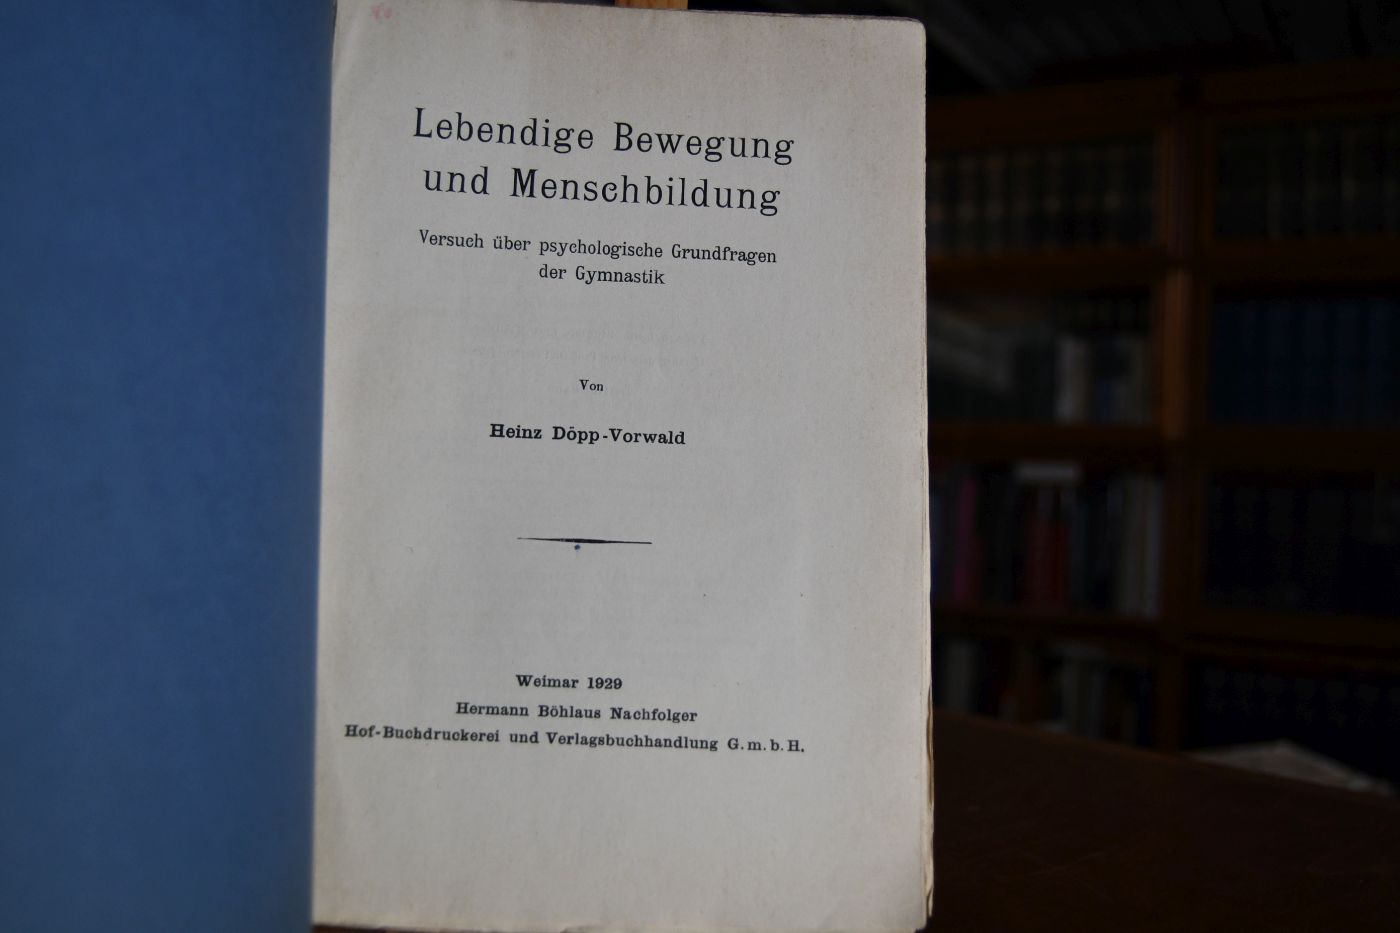 Lebendige Bewegung
und Menschbildung
Versuch über psychologische Grundfragen
der Gymnastik
Von
Heinz Döpp-Vorwald
Weimar 1929
Hermann Böhlaus Nachfolger
Hof-Buchdruckerei und Verlagsbuchhandlung G. m. b. H.